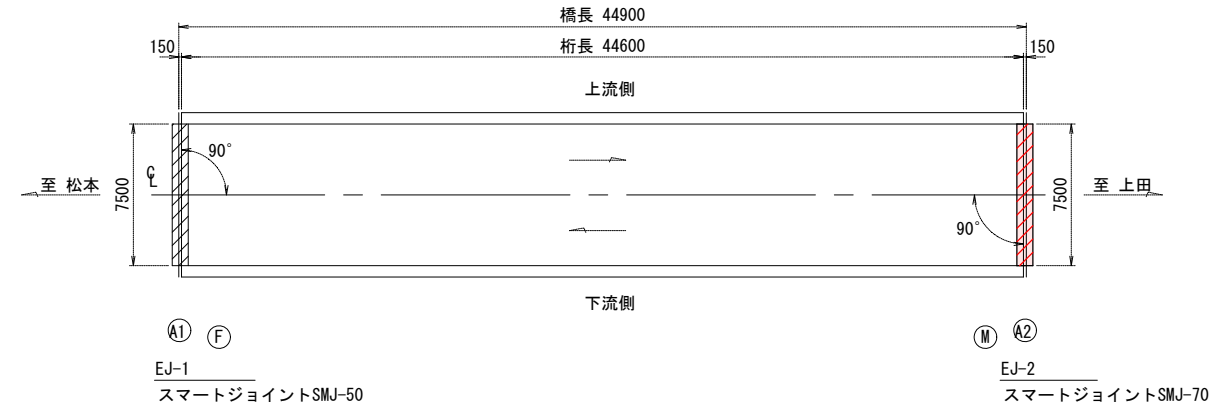 橋長 44900
150
桁長 44600
150
上流側
90°
℄
至 松本
7500
7500
至 上田
90°
下流側
A1
F
M
A2
EJ-1
スマートジョイントSMJ-50
EJ-2
スマートジョイントSMJ-70